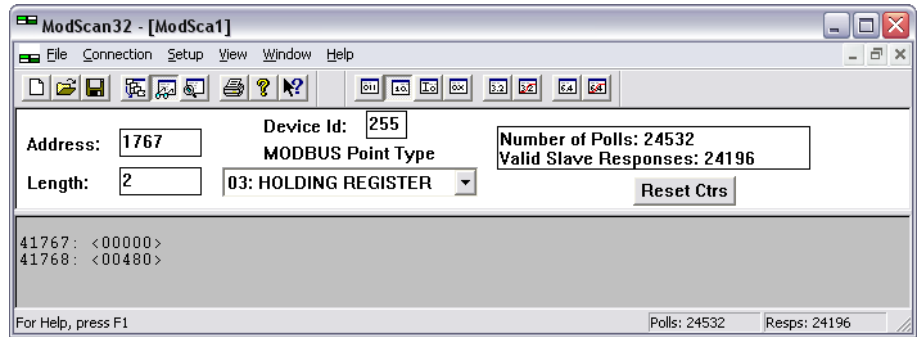 ModScan32 - [ModSca1]
File Connection Setup View Window Help
Address: 1767
Device Id: 255
MODBUS Point Type
Length: 2
03: HOLDING REGISTER
Number of Polls: 24532
Valid Slave Responses: 24196
Reset Ctrs
41767: <00000>
41768: <00480>
For Help, press F1
Polls: 24532
Resps: 24196